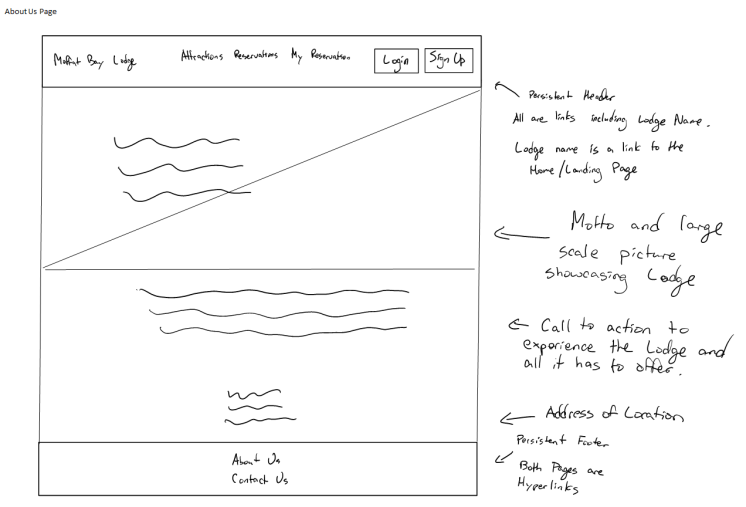 About Us Page
Moffat Bay Lodge Attractions Reservations My Reservation Login Sign Up
Persistent Header
All are links including Lodge Name.
Lodge name is a link to the
Home/Landing Page
Motto and large
scale picture
showcasing Lodge
Call to action to
experience the Lodge and
all it has to offer.
Address of Location
Persistent Footer
Both Pages are
Hyperlinks
About Us
Contact Us